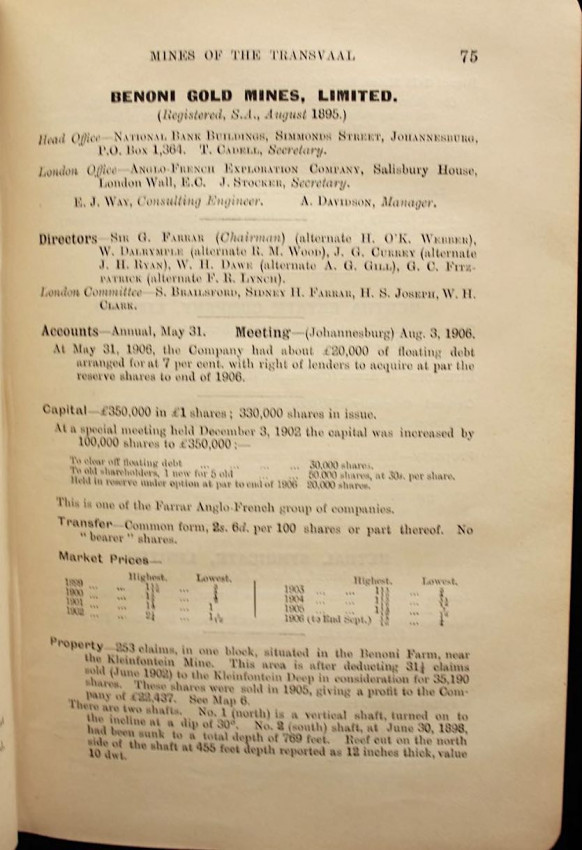 MINES OF THE TRANSVAAL 75
BENONI GOLD MINES, LIMITED.
(Registered, S.A., August 1895.)
Head Office—NATIONAL BANK BUILDINGS, SIMMONDS STREET, JOHANNESBURG,
P.O. Box 1,364. T. CADELL, Secretary.
London Office—ANGLO-FRENCH EXPLORATION COMPANY, Salisbury House,
London Wall, E.C. J. STOCKER, Secretary.
E. J. WAY, Consulting Engineer. A. DAVIDSON, Manager.
Directors—SIR G. FARRAR (Chairman) (alternate H. O'K. WEBBER),
W. DALRYMPLE (alternate R. M. WOOD), J. G. CURREY (alternate
J. H. RYAN), W. H. DAWE (alternate A. G. GILL), G. C. FITZ-
PATRICK (alternate F. R. LYNCH).
London Committee—S. BRAILSFORD, SIDNEY H. FARRAR, H. S. JOSEPH, W. H.
CLARK.
Accounts—Annual, May 31. Meeting—(Johannesburg) Aug. 3, 1906.
At May 31, 1906, the Company had about £20,000 of floating debt
arranged for at 7 per cent. with right of lenders to acquire at par the
reserve shares to end of 1906.
Capital—£350,000 in £1 shares; 330,000 shares in issue.
At a special meeting held December 3, 1902 the capital was increased by
100,000 shares to £350,000:—
To clear off floating debt ... ... ... 30,000 shares.
To old shareholders, 1 new for 5 old ... ... 50,000 shares, at 30s. per share.
Held in reserve under option at par to end of 1906 20,000 shares.
This is one of the Farrar Anglo-French group of companies.
Transfer—Common form, 2s. 6d. per 100 shares or part thereof. No
"bearer" shares.
Market Prices—
Highest. Lowest. Highest. Lowest.
1899 ... ... ... 1903 ... ... ...
1900 ... ... ... 1904 ... ... ...
1901 ... ... ... 1 1905 ... ... ...
1902 ... ... ... 1906 (to End Sept.) ...
Property—253 claims, in one block, situated in the Benoni Farm, near
the Kleinfontein Mine. This area is after deducting 31¼ claims
sold (June 1902) to the Kleinfontein Deep in consideration for 35,190
shares. These shares were sold in 1905, giving a profit to the Com-
pany of £22,437. See Map 6.
There are two shafts. No. 1 (north) is a vertical shaft, turned on to
the incline at a dip of 30°. No. 2 (south) shaft, at June 30, 1898,
had been sunk to a total depth of 769 feet. Reef cut on the north
side of the shaft at 455 feet depth reported as 12 inches thick, value
10 dwt.